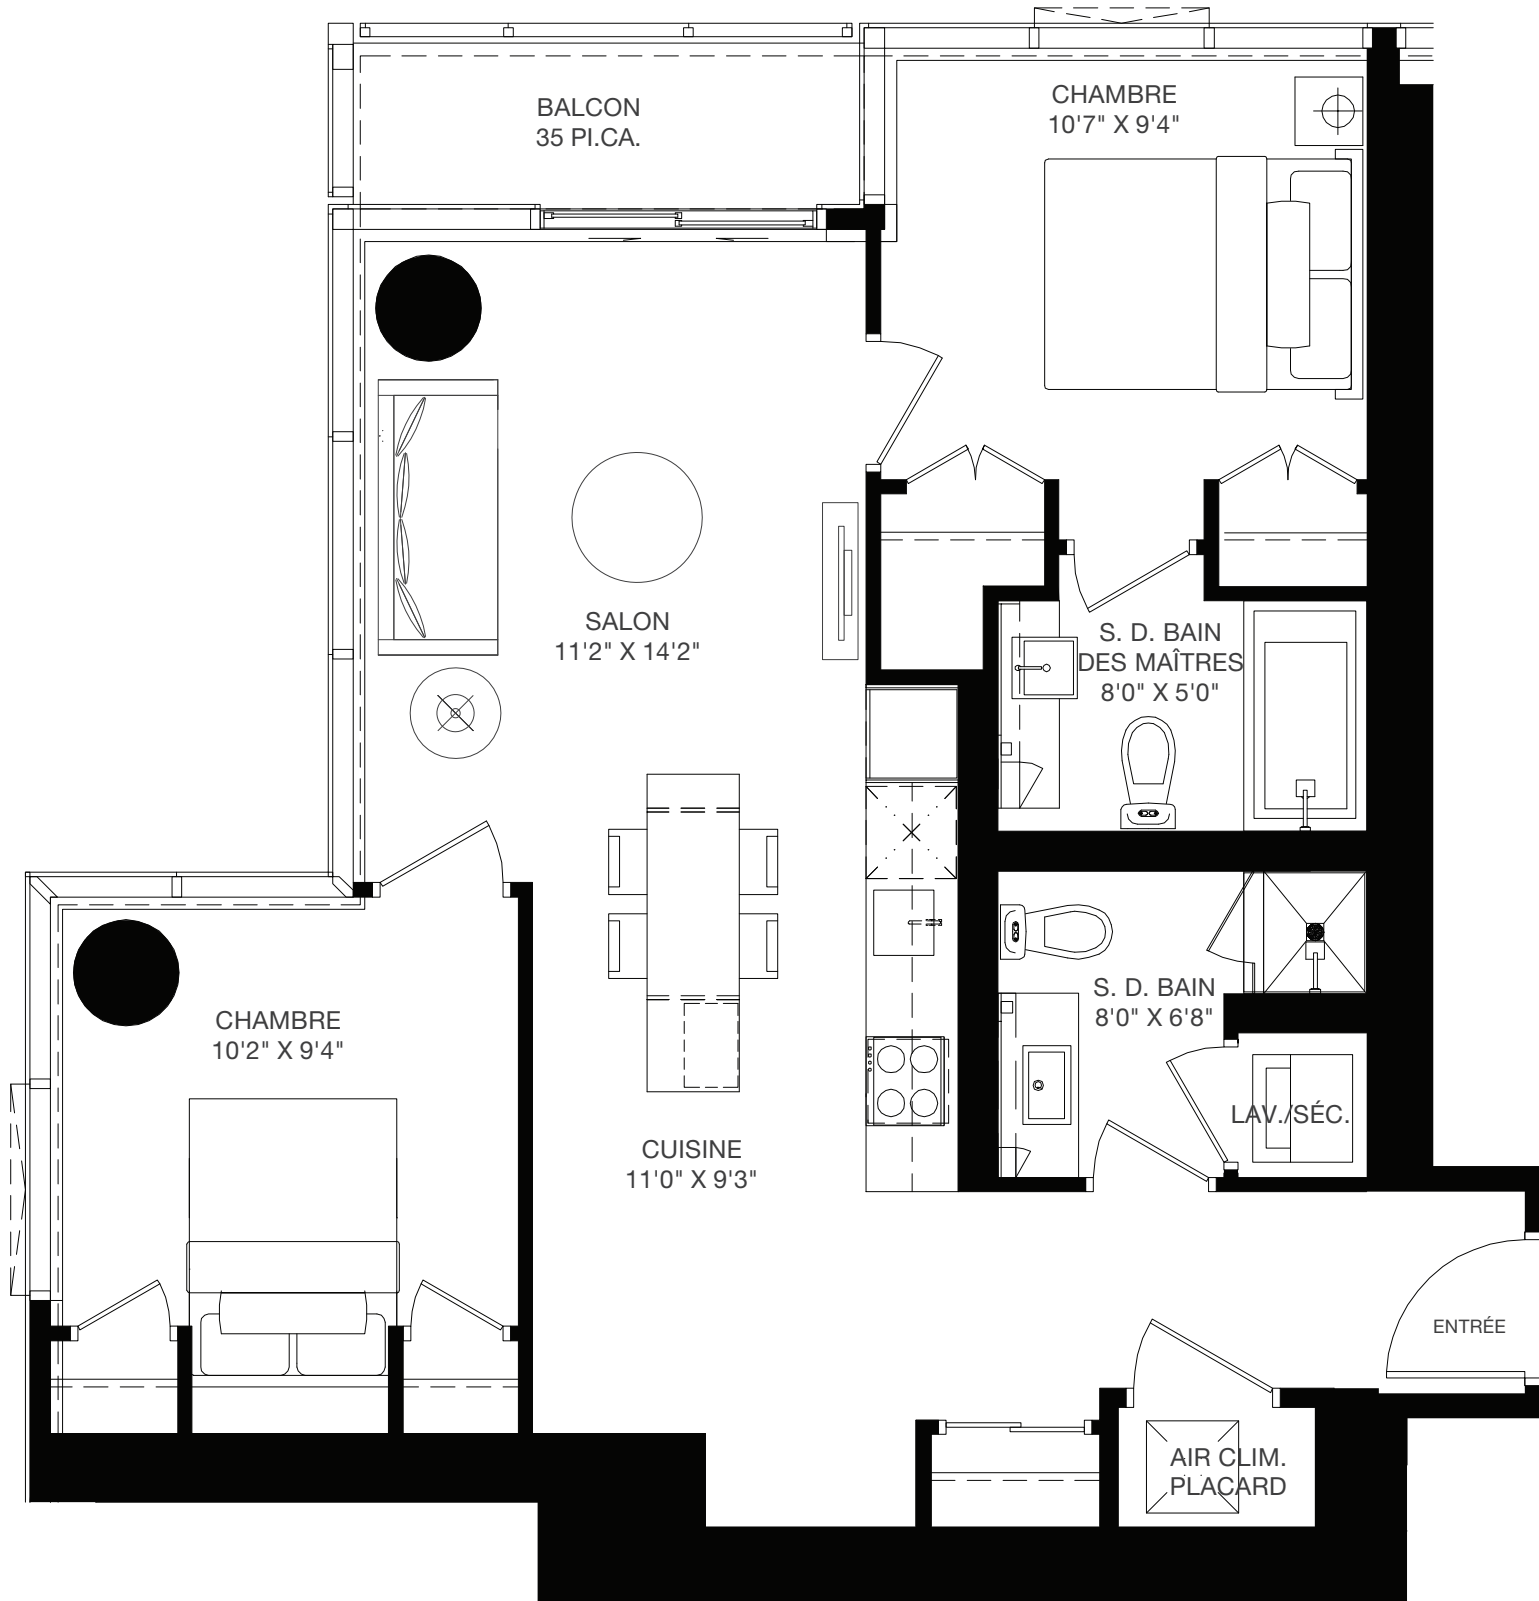 BALCON
35 PI.CA.
CHAMBRE
10'7" X 9'4"
SALON
11'2" X 14'2"
S. D. BAIN
DES MAÎTRES
8'0" X 5'0"
S. D. BAIN
8'0" X 6'8"
CHAMBRE
10'2" X 9'4"
LAV./SÉC.
CUISINE
11'0" X 9'3"
ENTRÉE
AIR CLIM.
PLACARD